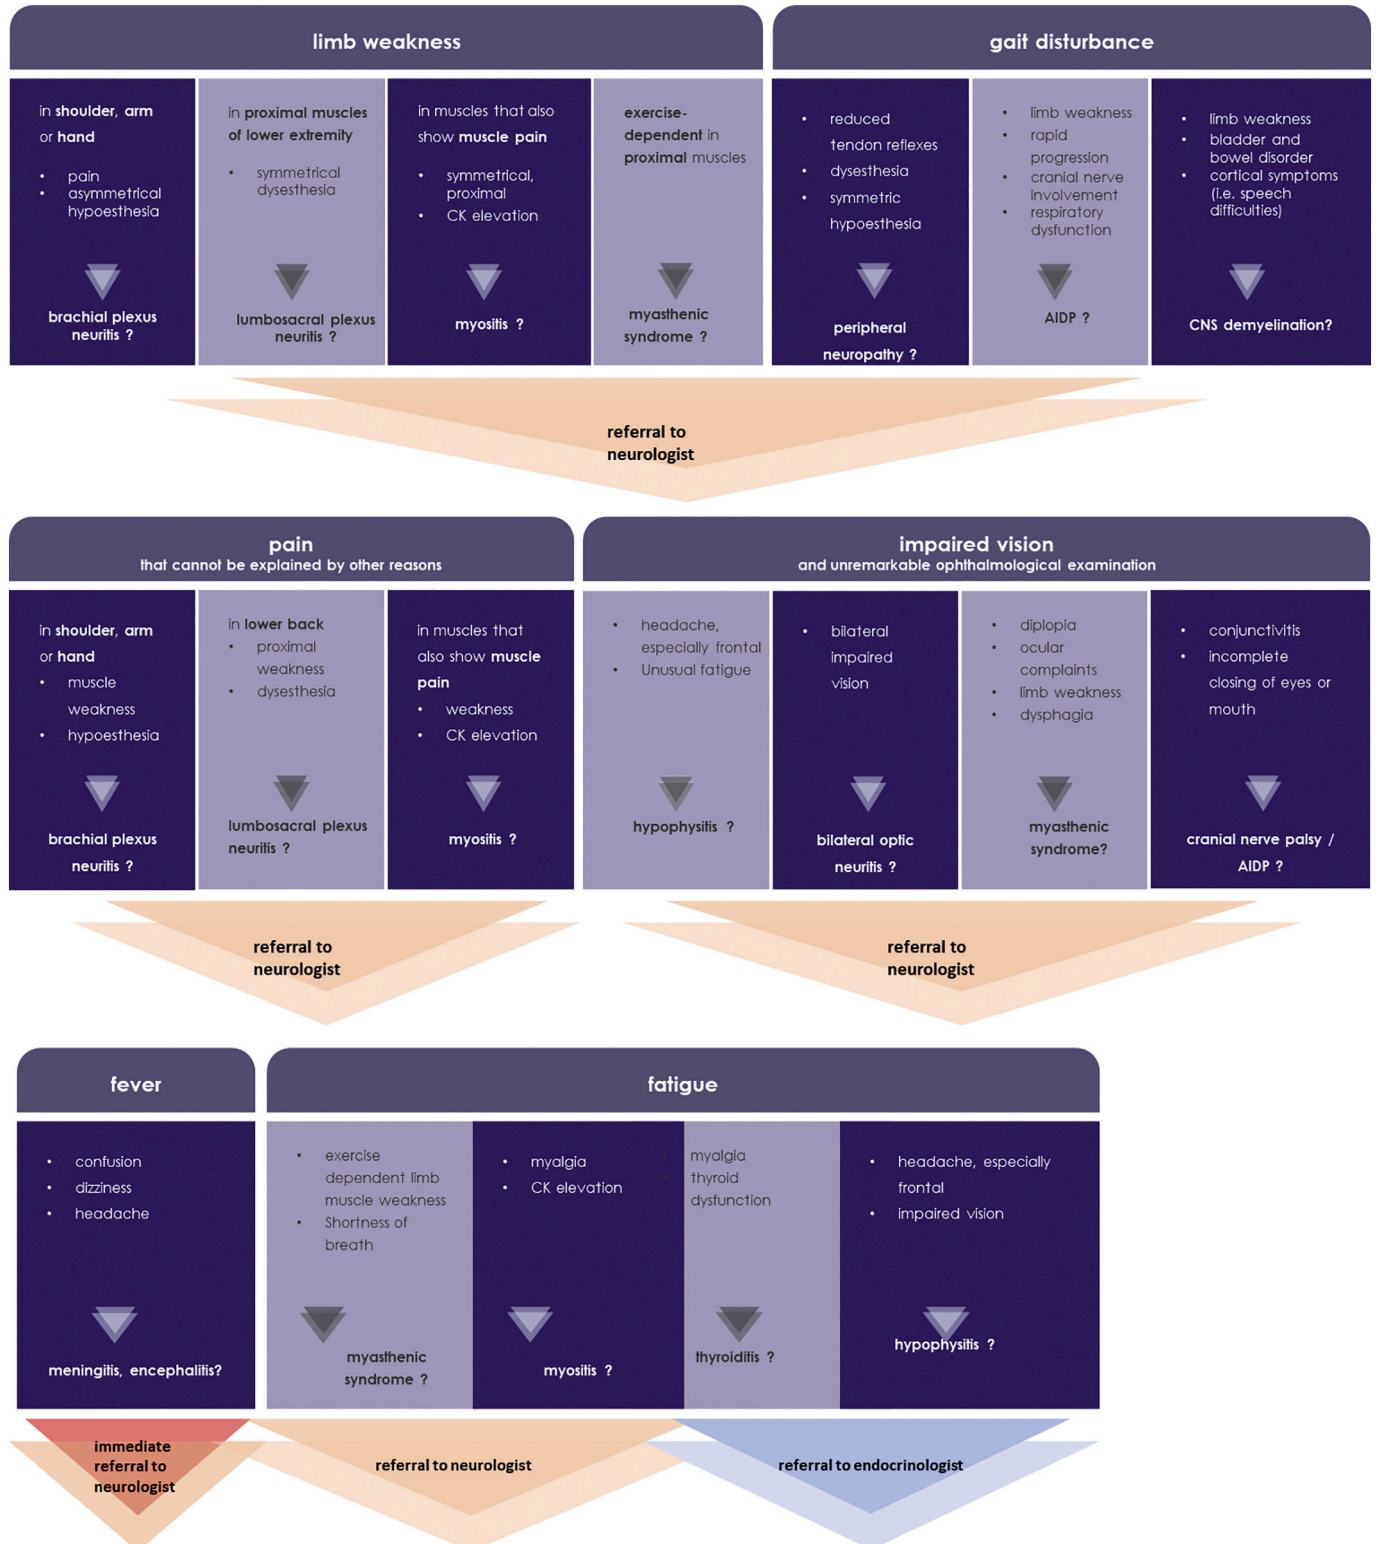 limb weakness
in shoulder, arm
or hand
• pain
• asymmetrical
hypoesthesia
brachial plexus
neuritis ?
in proximal muscles
of lower extremity
• symmetrical
dysesthesia
lumbosacral plexus
neuritis ?
in muscles that also
show muscle pain
• symmetrical,
proximal
• CK elevation
myositis ?
exercise-
dependent in
proximal muscles
myasthenic
syndrome ?
gait disturbance
• reduced
tendon reflexes
• dysesthesia
• symmetric
hypoesthesia
peripheral
neuropathy ?
• limb weakness
• rapid
progression
• cranial nerve
involvement
• respiratory
dysfunction
AIDP ?
• limb weakness
• bladder and
bowel disorder
• cortical symptoms
(i.e. speech
difficulties)
CNS demyelination?
referral to
neurologist
pain
that cannot be explained by other reasons
in shoulder, arm
or hand
• muscle
weakness
• hypoesthesia
brachial plexus
neuritis ?
in lower back
• proximal
weakness
• dysesthesia
lumbosacral plexus
neuritis ?
in muscles that
also show muscle
pain
• weakness
• CK elevation
myositis ?
impaired vision
and unremarkable ophthalmological examination
• headache,
especially frontal
• Unusual fatigue
hypophysitis ?
• bilateral
impaired
vision
bilateral optic
neuritis ?
• diplopia
• ocular
complaints
• limb weakness
• dysphagia
myasthenic
syndrome?
• conjunctivitis
• incomplete
closing of eyes or
mouth
cranial nerve palsy /
AIDP ?
referral to
neurologist
referral to
neurologist
fever
• confusion
• dizziness
• headache
meningitis, encephalitis?
fatigue
• exercise
dependent limb
muscle weakness
• Shortness of
breath
myasthenic
syndrome ?
• myalgia
• CK elevation
myositis ?
• myalgia
• thyroid
dysfunction
thyroiditis ?
• headache, especially
frontal
• impaired vision
hypophysitis ?
immediate
referral to
neurologist
referral to neurologist
referral to endocrinologist